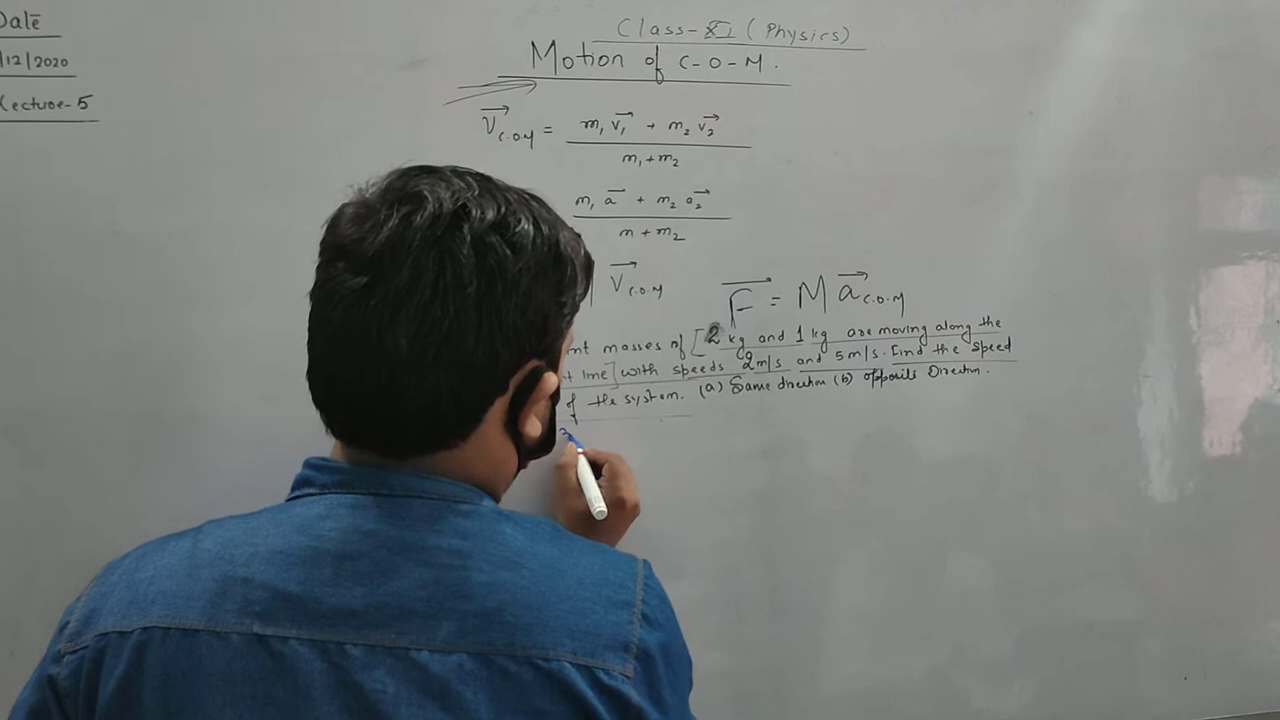 Date
/12/2020
Lecture-5
Class-XI (Physics)
Motion of C-O-M.
V⃗ C.O.M = m₁ v₁⃗ + m₂ v₂⃗
m₁+m₂
m₁ a⃗ + m₂ a₂⃗
m+m₂
V⃗ C.O.M
F⃗ = M a⃗ C.O.M
nt masses of [2 kg and 1 kg are moving along the
t line] with speeds 2m/s and 5m/s. Find the speed
of the system. (a) Same direction (b) opposite Direction.